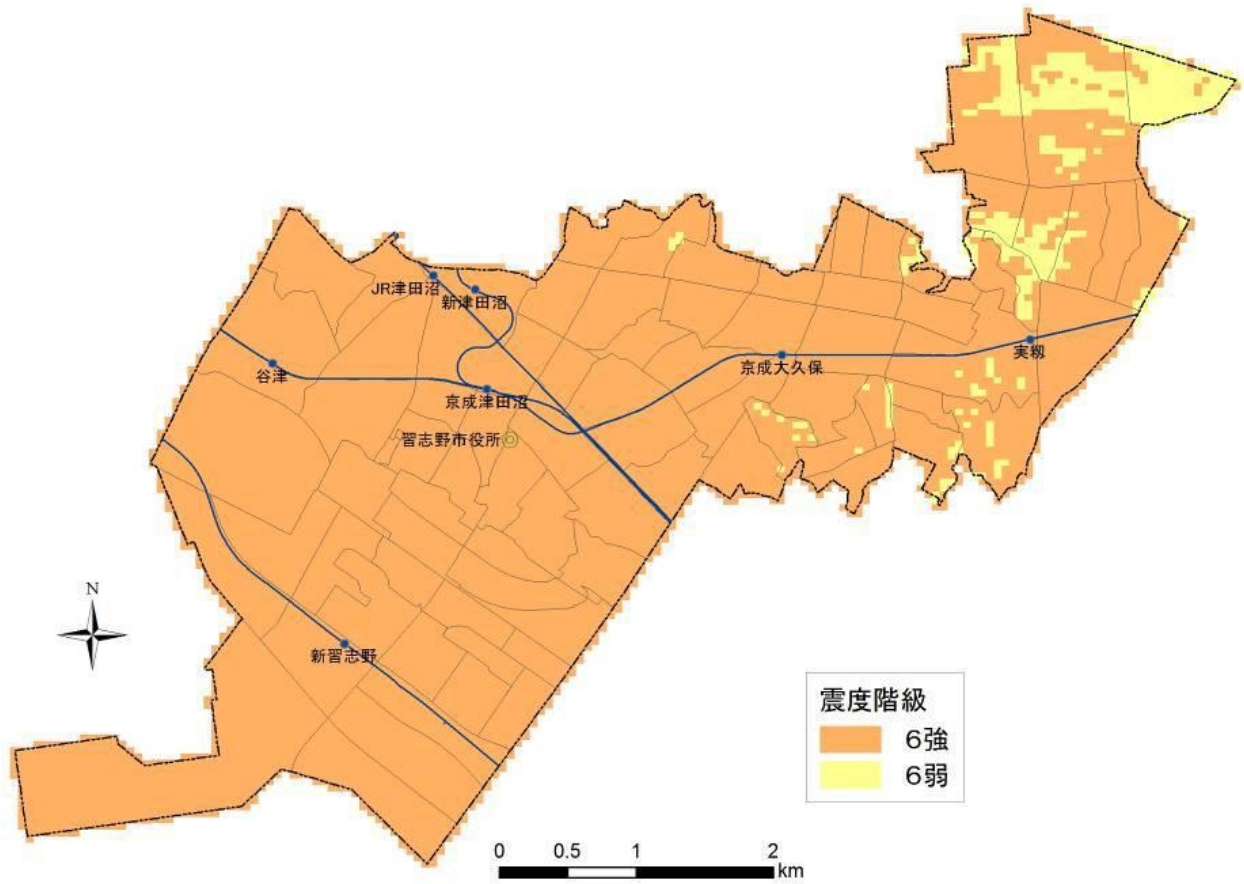 JR津田沼
新津田沼
実籾
京成大久保
谷津
京成津田沼
習志野市役所
N
新習志野
震度階級
6強
6弱
0 0.5 1 2
km